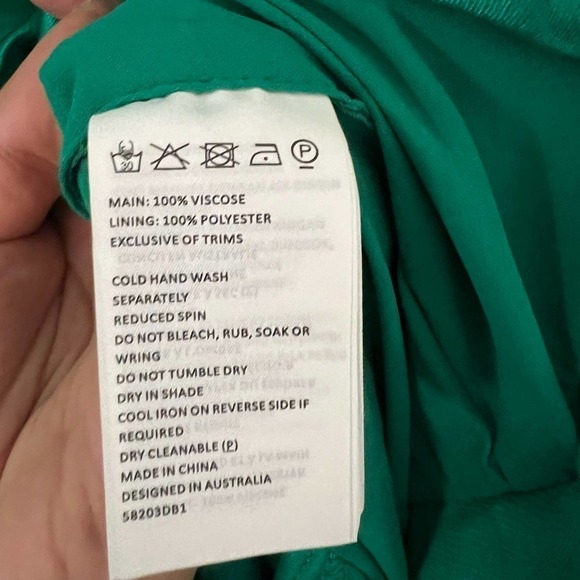 30
P
MAIN: 100% VISCOSE
LINING: 100% POLYESTER
EXCLUSIVE OF TRIMS
COLD HAND WASH
SEPARATELY
REDUCED SPIN
DO NOT BLEACH, RUB, SOAK OR
WRING
DO NOT TUMBLE DRY
DRY IN SHADE
COOL IRON ON REVERSE SIDE IF
REQUIRED
DRY CLEANABLE (P)
MADE IN CHINA
DESIGNED IN AUSTRALIA
58203DB1